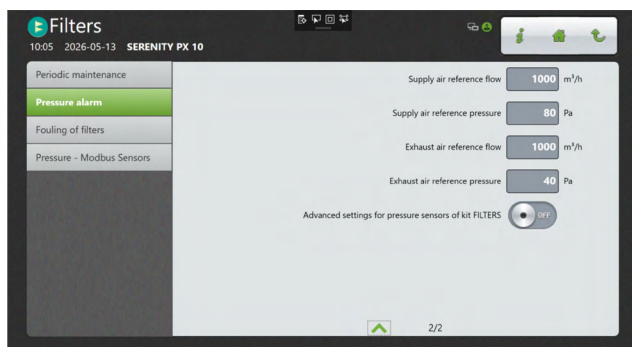 Filters
10:05 2026-05-13 SERENITY PX 10
Periodic maintenance
Pressure alarm
Fouling of filters
Pressure - Modbus Sensors
Supply air reference flow 1000 m³/h
Supply air reference pressure 80 Pa
Exhaust air reference flow 1000 m³/h
Exhaust air reference pressure 40 Pa
Advanced settings for pressure sensors of kit FILTERS OFF
2/2